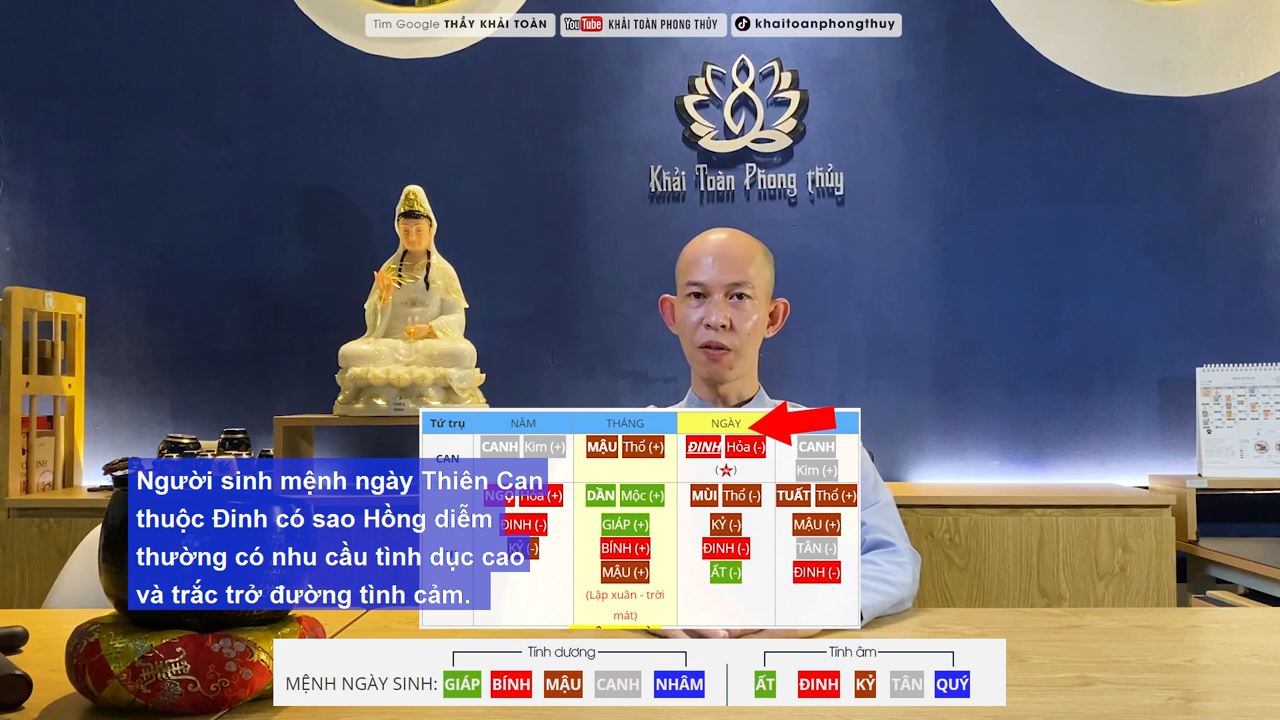 Tìm Google THẦY KHẢI TOÀN
YouTube KHẢI TOÀN PHONG THỦY
khaitoanphongthuy
Khải Toàn Phong thủy
Tứ trụ NĂM THÁNG NGÀY
CAN CANH Kim (+) MẬU Thổ (+) ĐINH Hỏa (-) CANH
Kim (+)
NGỌ Hỏa (+) DẦN Mộc (+) MÙI Thổ (-) TUẤT Thổ (+)
ĐINH (-) GIÁP (+) KỶ (-) MẬU (+)
KỶ (-) BÍNH (+) ĐINH (-) TÂN (-)
MẬU (+) ẤT (-) ĐINH (-)
(Lập xuân - trời
mát)
Người sinh mệnh ngày Thiên Can
thuộc Đinh có sao Hồng diễm
thường có nhu cầu tình dục cao
và trắc trở đường tình cảm.
Tính dương Tính âm
MỆNH NGÀY SINH: GIÁP BÍNH MẬU CANH NHÂM ẤT ĐINH KỶ TÂN QUÝ